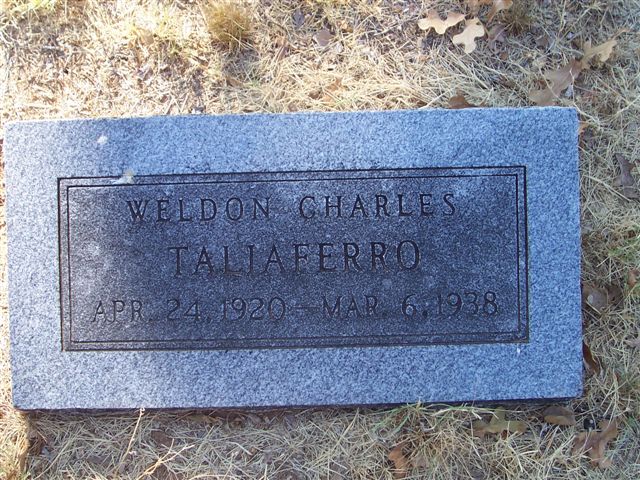 WELDON CHARLES
TALIAFERRO
APR. 24, 1920 — MAR. 6, 1938